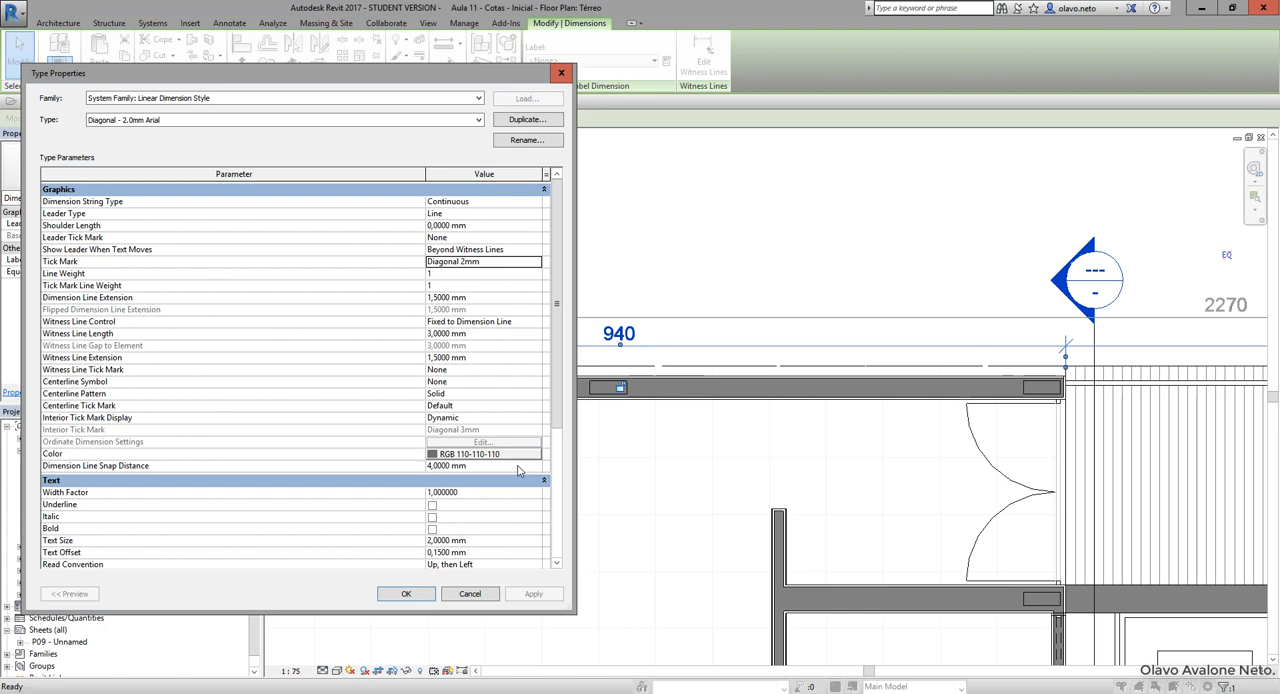 Autodesk Revit 2017 - STUDENT VERSION - Aula 11 - Cotas - Inicial - Floor Plan: Térreo
Type a keyword or phrase
olavo.neto
Architecture Structure Systems Insert Annotate Analyze Massing & Site Collaborate View Manage Add-Ins Modify | Dimensions
Cope
Cut
Label:
<None>
Edit
Witness Lines
Label Dimension
Witness Lines
Type Properties
Family: System Family: Linear Dimension Style Load...
Type: Diagonal - 2.0mm Arial Duplicate...
Rename...
Type Parameters
Parameter Value =
Graphics
Dimension String Type Continuous
Leader Type Line
Shoulder Length 0,0000 mm
Leader Tick Mark None
Show Leader When Text Moves Beyond Witness Lines
Tick Mark Diagonal 2mm
Line Weight 1
Tick Mark Line Weight 1
Dimension Line Extension 1,5000 mm
Flipped Dimension Line Extension 1,5000 mm
Witness Line Control Fixed to Dimension Line
Witness Line Length 3,0000 mm
Witness Line Gap to Element 3,0000 mm
Witness Line Extension 1,5000 mm
Witness Line Tick Mark None
Centerline Symbol None
Centerline Pattern Solid
Centerline Tick Mark Default
Interior Tick Mark Display Dynamic
Interior Tick Mark Diagonal 3mm
Ordinate Dimension Settings Edit...
Color RGB 110-110-110
Dimension Line Snap Distance 4,0000 mm
Text
Width Factor 1,000000
Underline
Italic
Bold
Text Size 2,0000 mm
Text Offset 0,1500 mm
Read Convention Up, then Left
<< Preview OK Cancel Apply
940
---
-
EQ
2270
Schedules/Quantities
Sheets (all)
P09 - Unnamed
Families
Groups
1 : 75
Olavo Avalone Neto.
Ready
:0
Main Model
:1